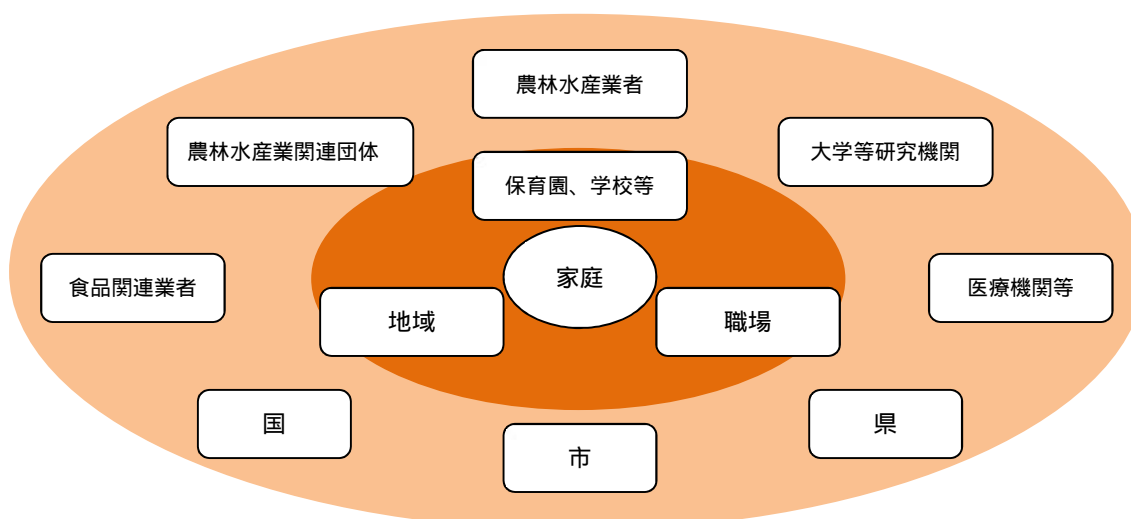 農林水産業者
農林水産業関連団体
大学等研究機関
保育園、学校等
家庭
食品関連業者
医療機関等
地域
職場
国
県
市